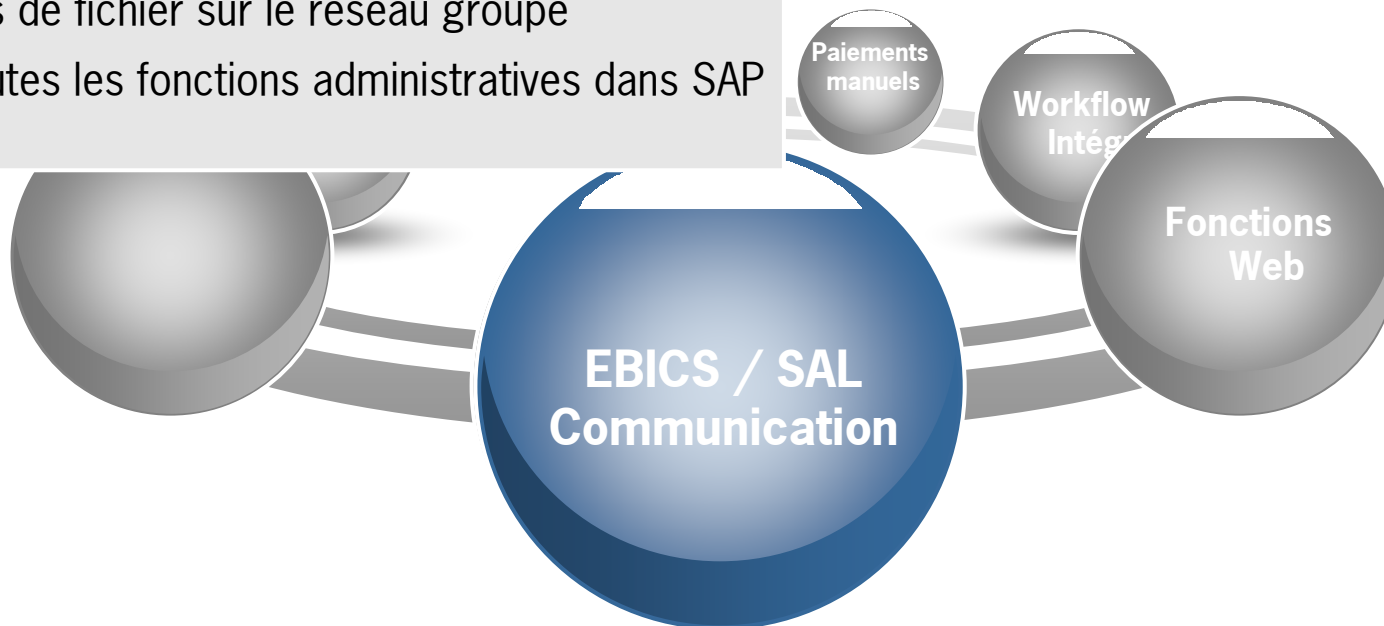 de fichier sur le réseau groupe
les fonctions administratives dans SAP
Paiements
manuels
Workflow
Fonctions
Web
EBICS / SAL
Communication